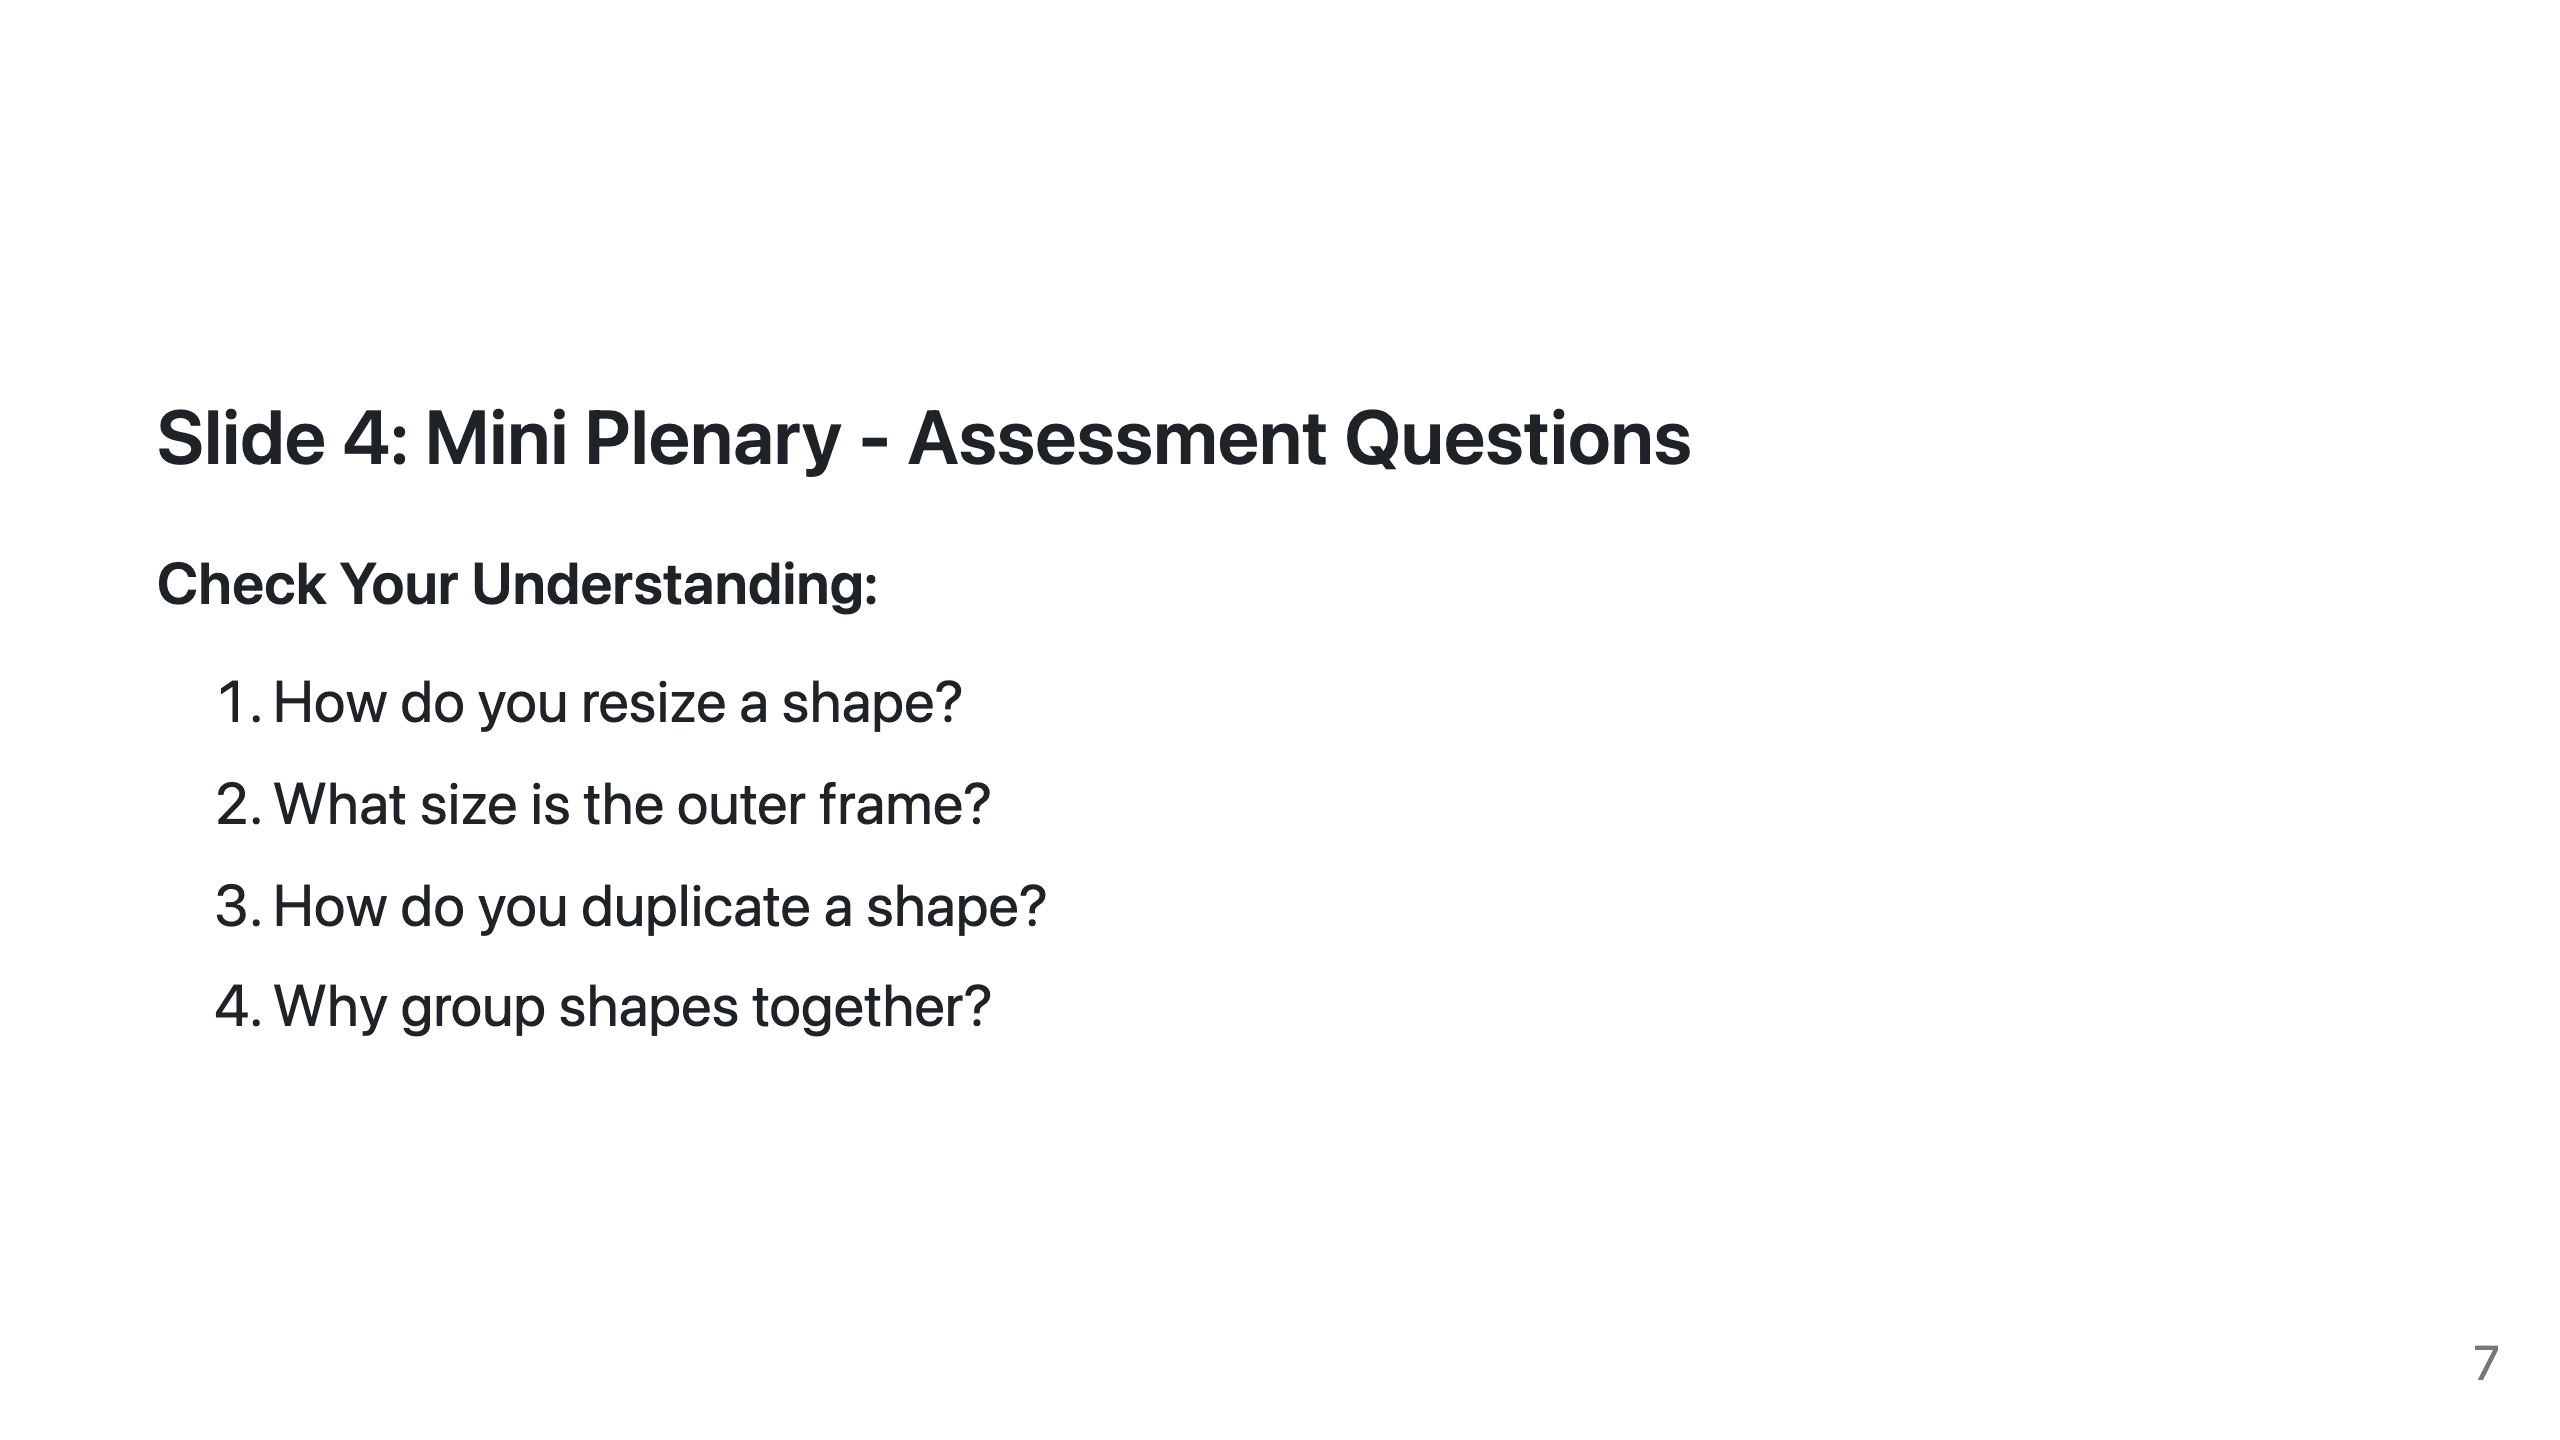 Slide 4: Mini Plenary - Assessment Questions
Check Your Understanding:
1. How do you resize a shape?
2. What size is the outer frame?
3. How do you duplicate a shape?
4. Why group shapes together?
7